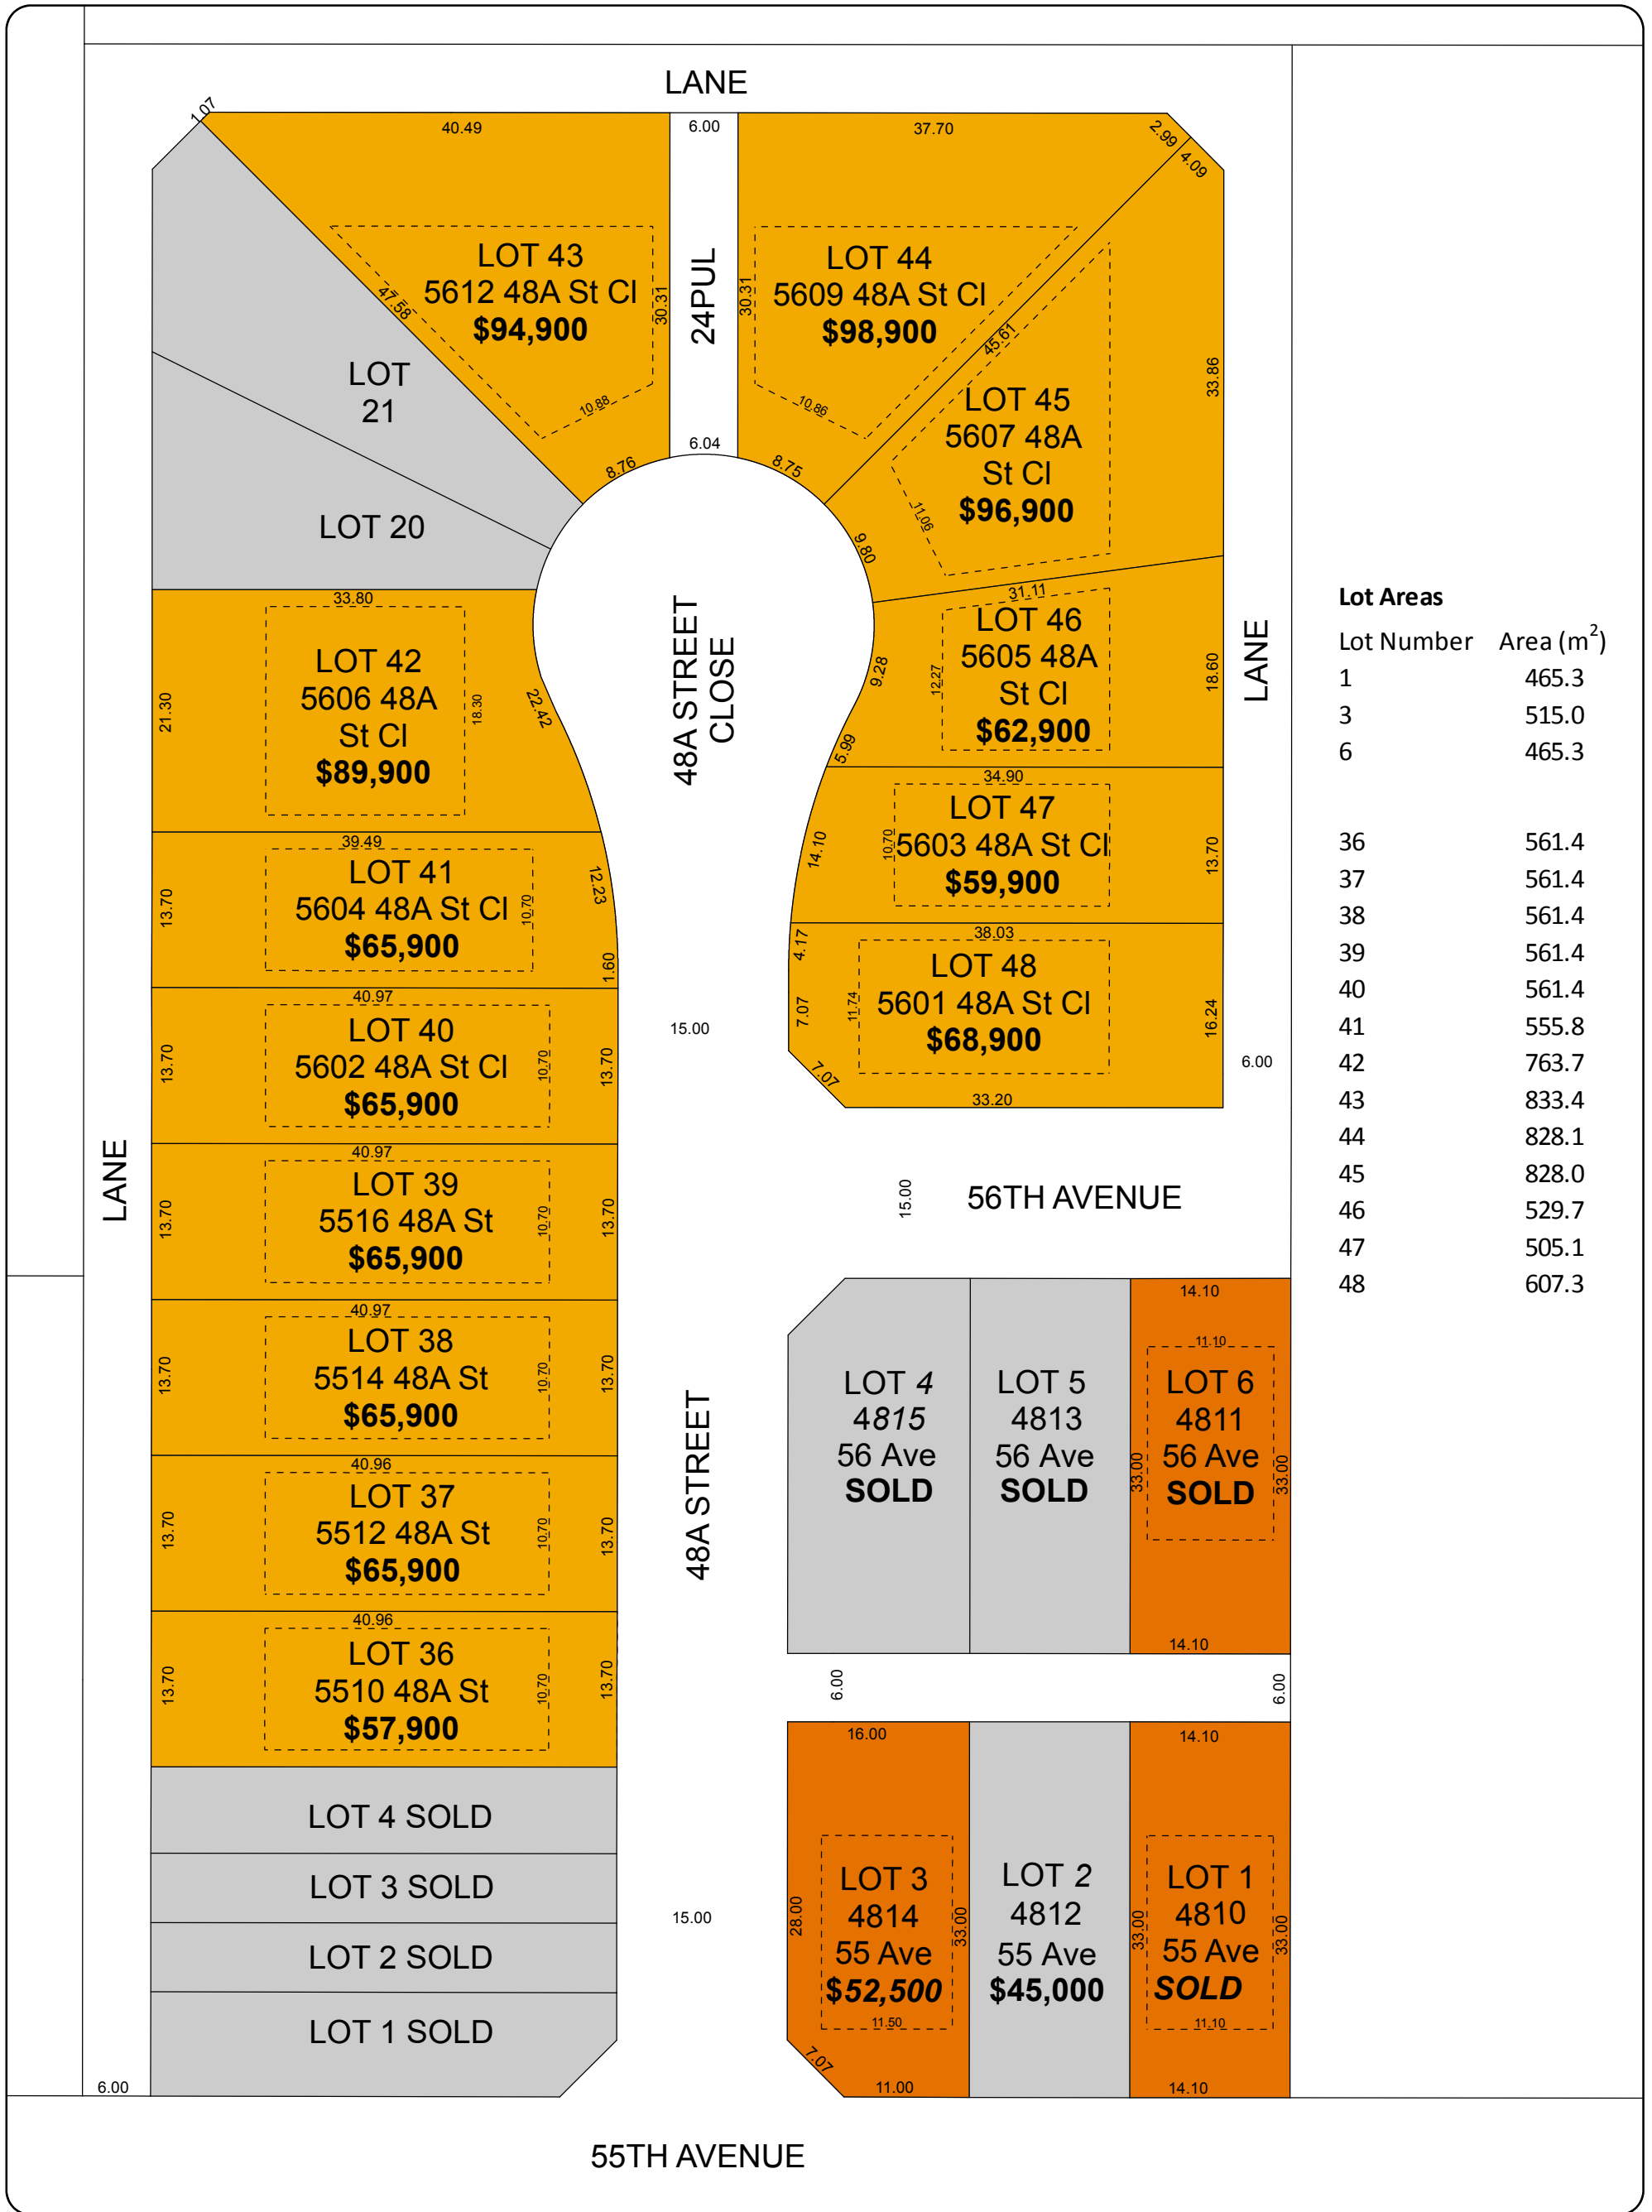 LANE
1.07
40.49
6.00
37.70
2.99
4.09
LOT 43
5612 48A St Cl
$94,900
47.58
30.31
10.88
8.76
24PUL
6.04
LOT 44
5609 48A St Cl
$98,900
30.31
10.86
8.75
45.61
LOT 45
5607 48A
St Cl
$96,900
11.06
9.80
33.86
LOT
21
LOT 20
33.80
LOT 42
5606 48A
St Cl
$89,900
21.30
18.30
22.42
48A STREET
CLOSE
31.11
LOT 46
5605 48A
St Cl
$62,900
12.27
9.28
5.99
18.60
LANE
34.90
LOT 47
5603 48A St Cl
$59,900
10.70
14.10
13.70
39.49
LOT 41
5604 48A St Cl
$65,900
13.70
10.70
12.23
1.60
38.03
LOT 48
5601 48A St Cl
$68,900
4.17
7.07
11.74
16.24
7.07
33.20
40.97
LOT 40
5602 48A St Cl
$65,900
13.70
10.70
13.70
15.00
6.00
40.97
LOT 39
5516 48A St
$65,900
13.70
10.70
13.70
LANE
15.00
56TH AVENUE
40.97
LOT 38
5514 48A St
$65,900
13.70
10.70
13.70
48A STREET
40.96
LOT 37
5512 48A St
$65,900
13.70
10.70
13.70
40.96
LOT 36
5510 48A St
$57,900
13.70
10.70
13.70
LOT 4
4815
56 Ave
SOLD
LOT 5
4813
56 Ave
SOLD
14.10
11.10
LOT 6
4811
56 Ave
SOLD
33.00
33.00
14.10
6.00
6.00
LOT 4 SOLD
LOT 3 SOLD
LOT 2 SOLD
LOT 1 SOLD
6.00
15.00
16.00
LOT 3
4814
55 Ave
$52,500
28.00
33.00
11.50
7.07
11.00
LOT 2
4812
55 Ave
$45,000
14.10
LOT 1
4810
55 Ave
SOLD
33.00
33.00
11.10
14.10
55TH AVENUE
Lot Areas
Lot Number Area (m²)
1 465.3
3 515.0
6 465.3
36 561.4
37 561.4
38 561.4
39 561.4
40 561.4
41 555.8
42 763.7
43 833.4
44 828.1
45 828.0
46 529.7
47 505.1
48 607.3